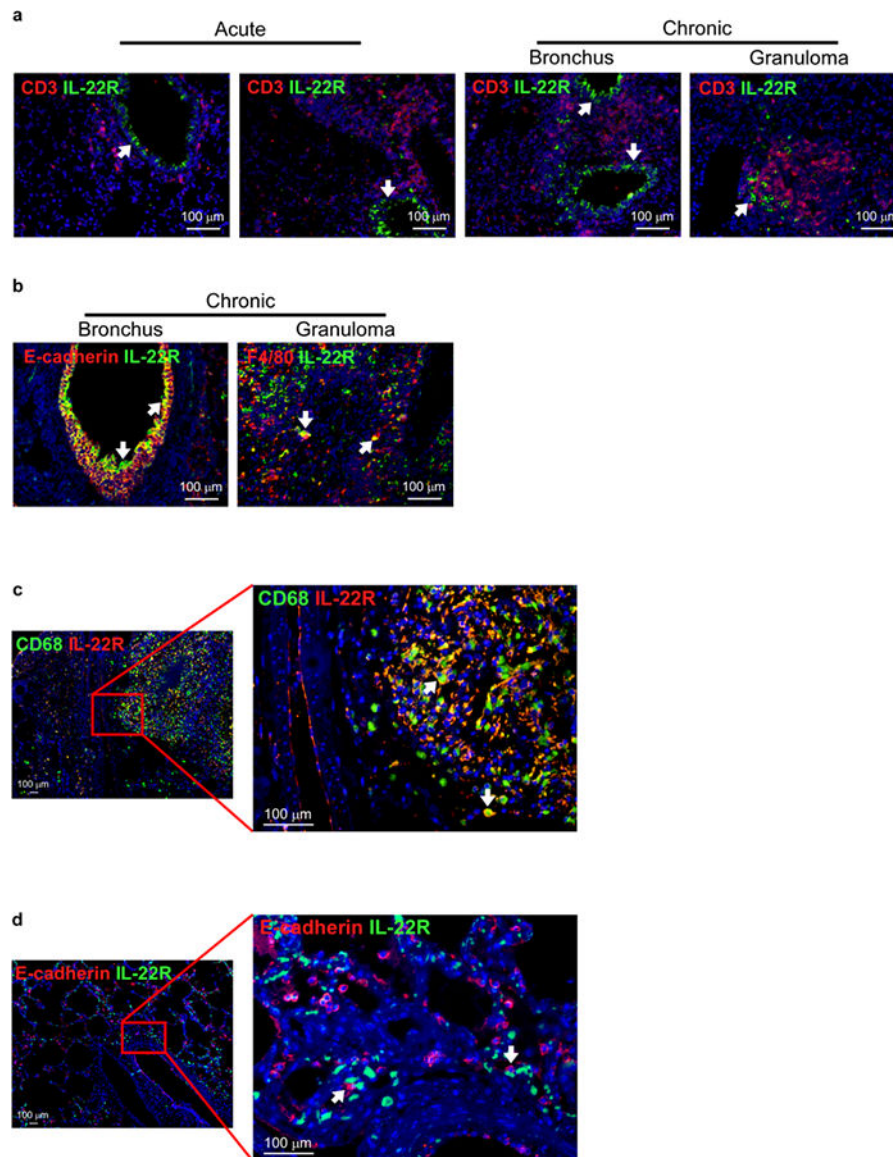 a
Acute
Chronic
Bronchus
Granuloma
CD3 IL-22R
CD3 IL-22R
CD3 IL-22R
CD3 IL-22R
100 μm
100 μm
100 μm
100 μm
b
Chronic
Bronchus
Granuloma
E-cadherin IL-22R
F4/80 IL-22R
100 μm
100 μm
c
CD68 IL-22R
CD68 IL-22R
100 μm
100 μm
d
E-cadherin IL-22R
E-cadherin IL-22R
100 μm
100 μm